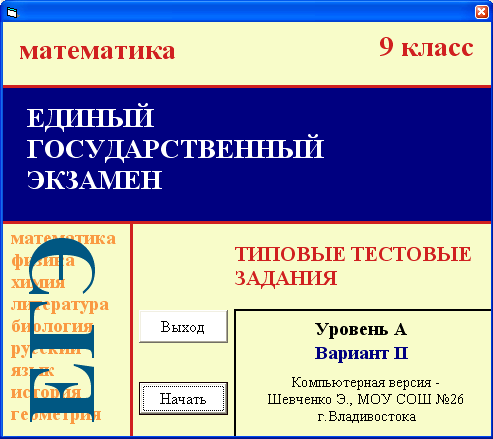 математика
9 класс
ЕДИНЫЙ
ГОСУДАРСТВЕННЫЙ
ЭКЗАМЕН
математика
физика
химия
литература
биология
русский
язык
история
геометрия
ЕГЭ
ТИПОВЫЕ ТЕСТОВЫЕ
ЗАДАНИЯ
Выход
Начать
Уровень А
Вариант П
Компьютерная версия -
Шевченко Э., МОУ СОШ №26
г.Владивостока